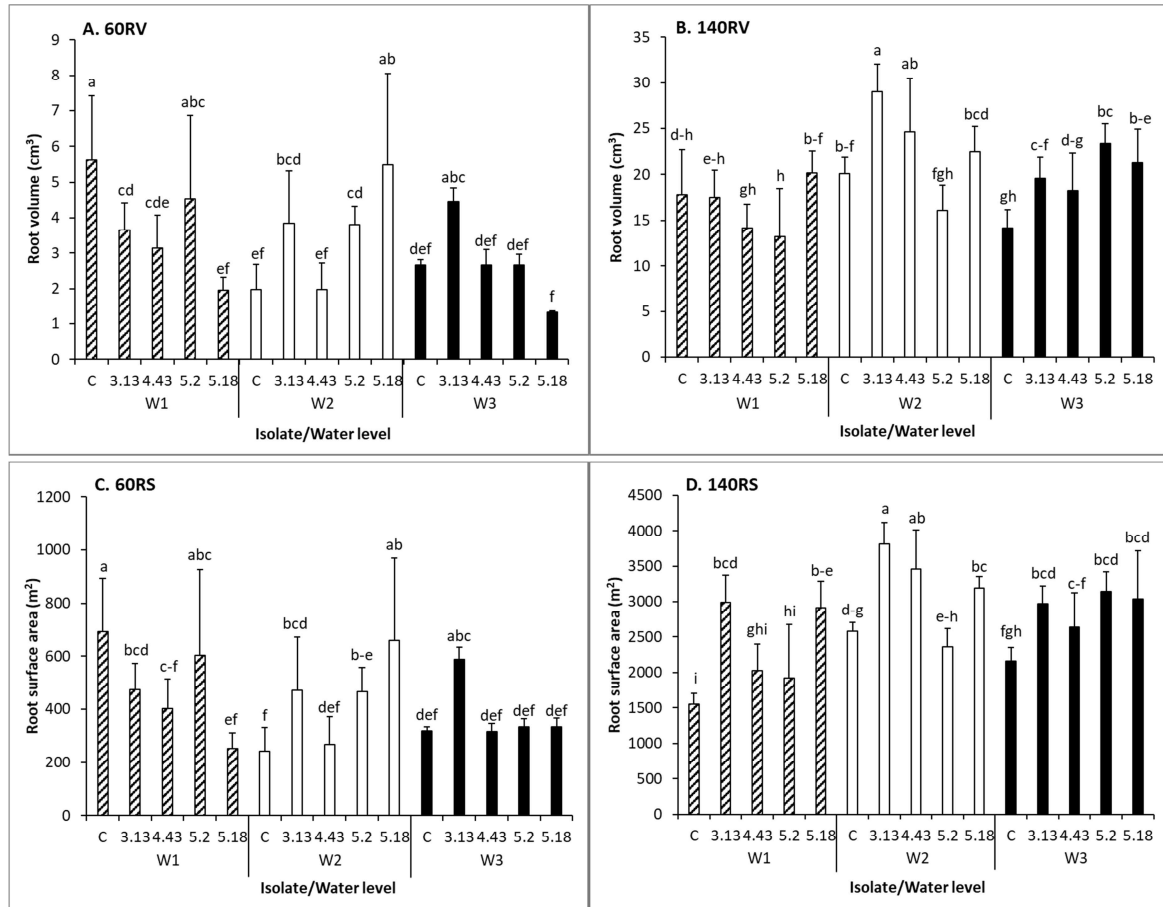 A. 60RV
Root volume (cm³)
9
8
7
6
5
4
3
2
1
0
a
cd
cde
abc
ef
ef
bcd
ef
cd
ab
def
abc
def
def
f
C 3.13 4.43 5.2 5.18 C 3.13 4.43 5.2 5.18 C 3.13 4.43 5.2 5.18
W1 W2 W3
Isolate/Water level
B. 140RV
Root volume (cm³)
35
30
25
20
15
10
5
0
d-h
e-h
gh
h
b-f
b-f
a
ab
fgh
bcd
gh
c-f
d-g
bc
b-e
C 3.13 4.43 5.2 5.18 C 3.13 4.43 5.2 5.18 C 3.13 4.43 5.2 5.18
W1 W2 W3
Isolate/Water level
C. 60RS
Root surface area (m²)
1200
1000
800
600
400
200
0
a
bcd
c-f
abc
ef
f
bcd
def
b-e
ab
def
abc
def
def
def
C 3.13 4.43 5.2 5.18 C 3.13 4.43 5.2 5.18 C 3.13 4.43 5.2 5.18
W1 W2 W3
Isolate/Water level
D. 140RS
Root surface area (m²)
4500
4000
3500
3000
2500
2000
1500
1000
500
0
i
bcd
ghi
hi
b-e
d-g
a
ab
e-h
bc
fgh
bcd
c-f
bcd
bcd
C 3.13 4.43 5.2 5.18 C 3.13 4.43 5.2 5.18 C 3.13 4.43 5.2 5.18
W1 W2 W3
Isolate/Water level